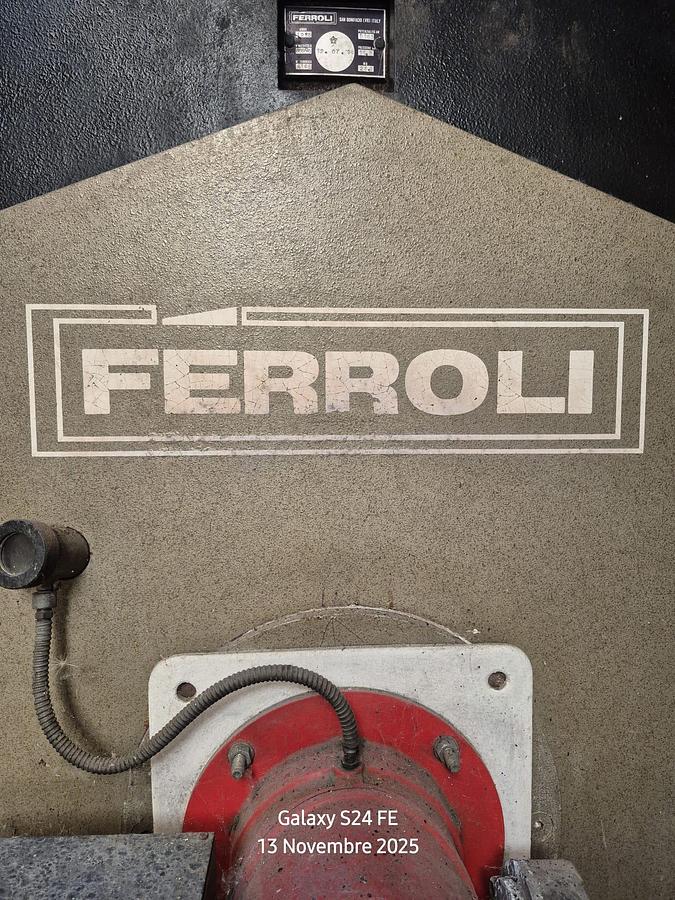 FERROLI SAN BONIFACIO (VR) ITALY
FERROLI
Galaxy S24 FE
13 Novembre 2025